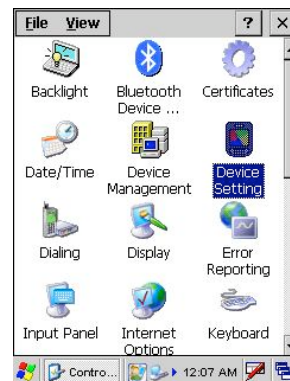 File View ? ×
Backlight
Bluetooth
Device ...
Certificates
Date/Time
Device
Management
Device
Setting
Dialing
Display
Error
Reporting
Input Panel
Internet
Options
Keyboard
Contro... 12:07 AM